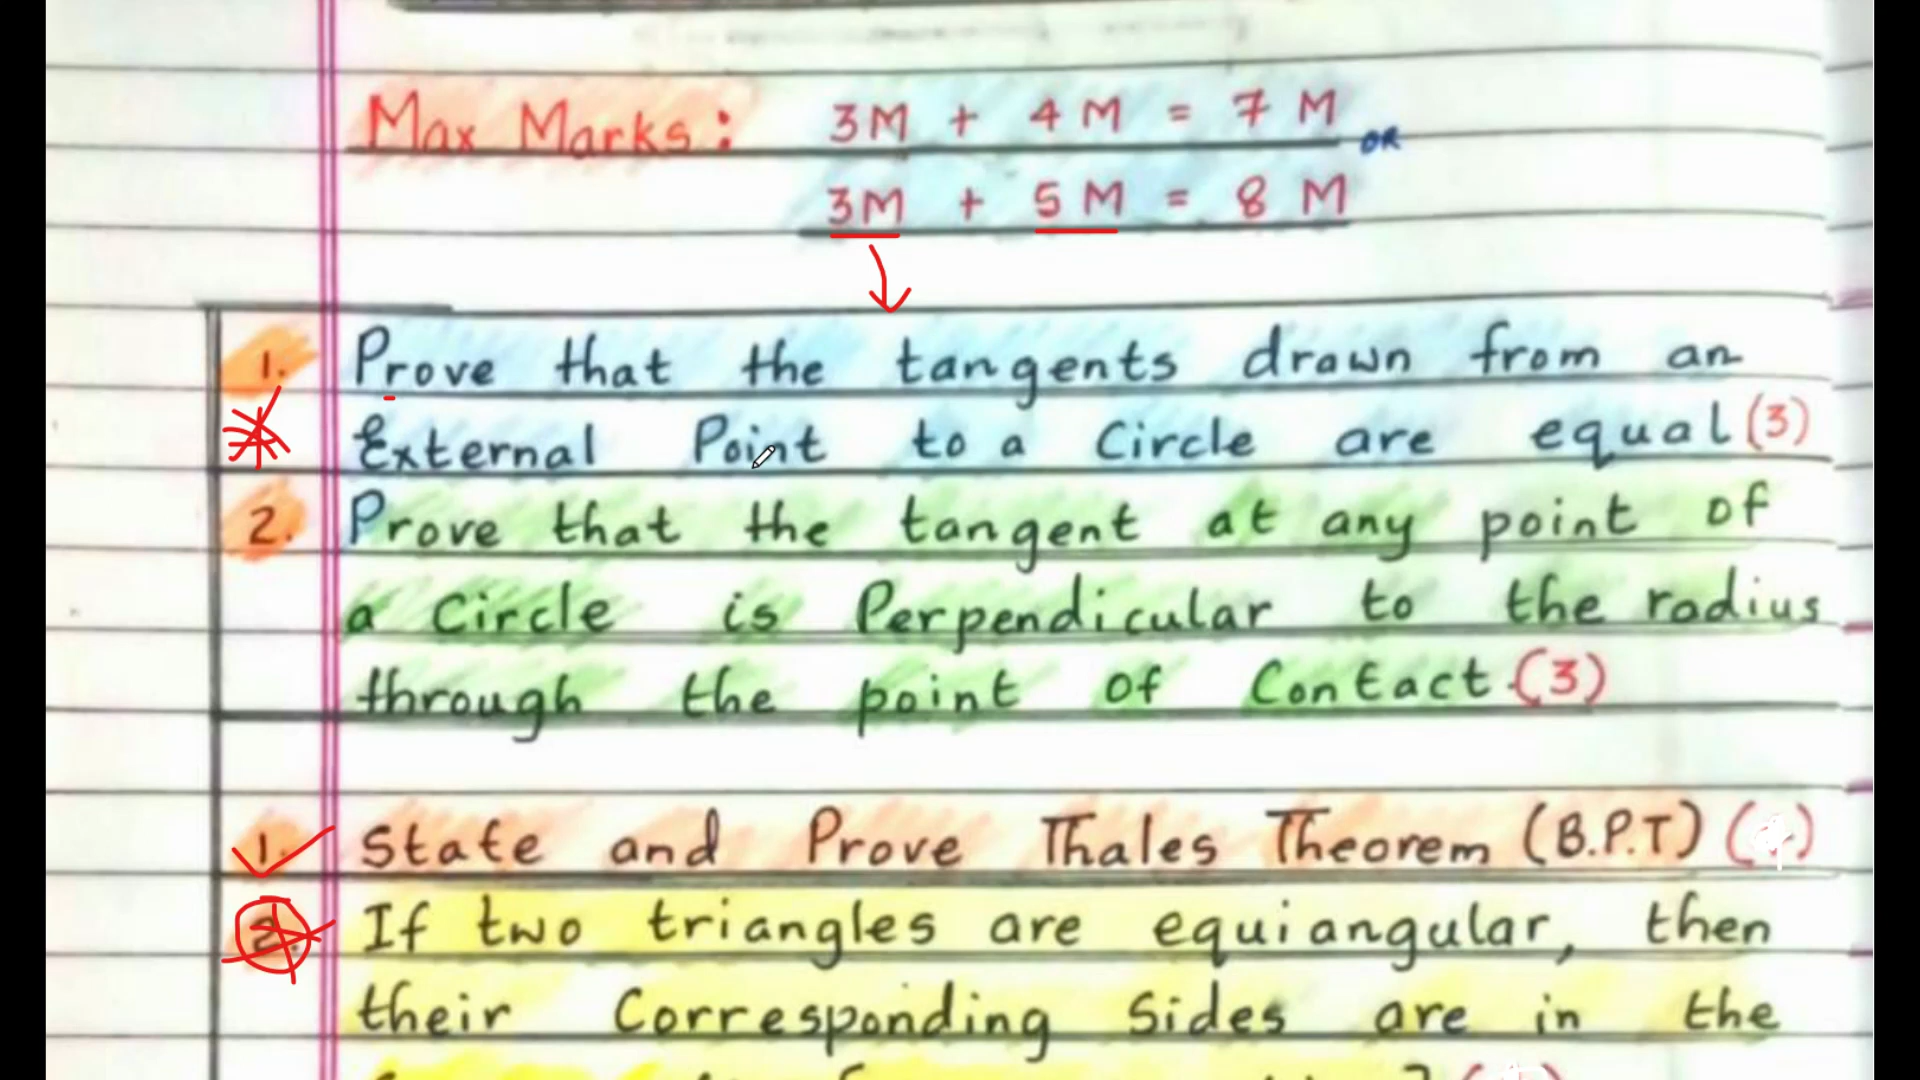 Max Marks: 3M + 4M = 7 M OR
3M + 5M = 8 M
1. Prove that the tangents drawn from an
External Point to a Circle are equal (3)
2. Prove that the tangent at any point of
a Circle is Perpendicular to the radius
through the point of Contact. (3)
1. State and Prove Thales Theorem (B.P.T)
2. If two triangles are equiangular, then
their Corresponding Sides are in the